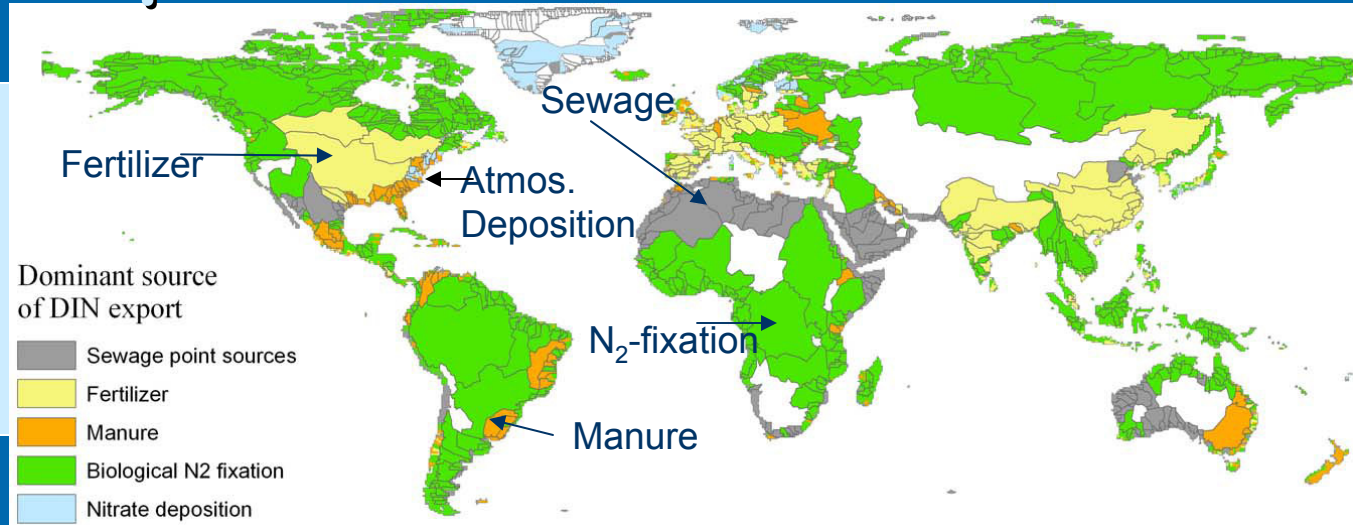 Sewage
Fertilizer
Atmos.
Deposition
Dominant source
of DIN export
Sewage point sources
Fertilizer
Manure
Biological N2 fixation
Nitrate deposition
N₂-fixation
Manure